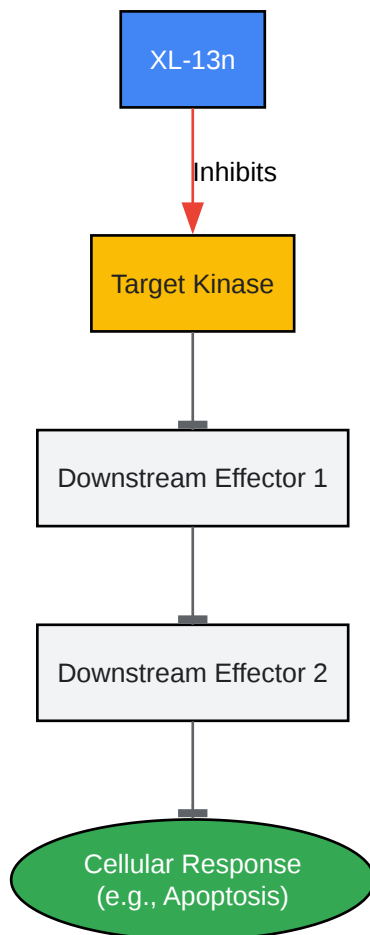 XL-13n
Inhibits
Target Kinase
Downstream Effector 1
Downstream Effector 2
Cellular Response
(e.g., Apoptosis)